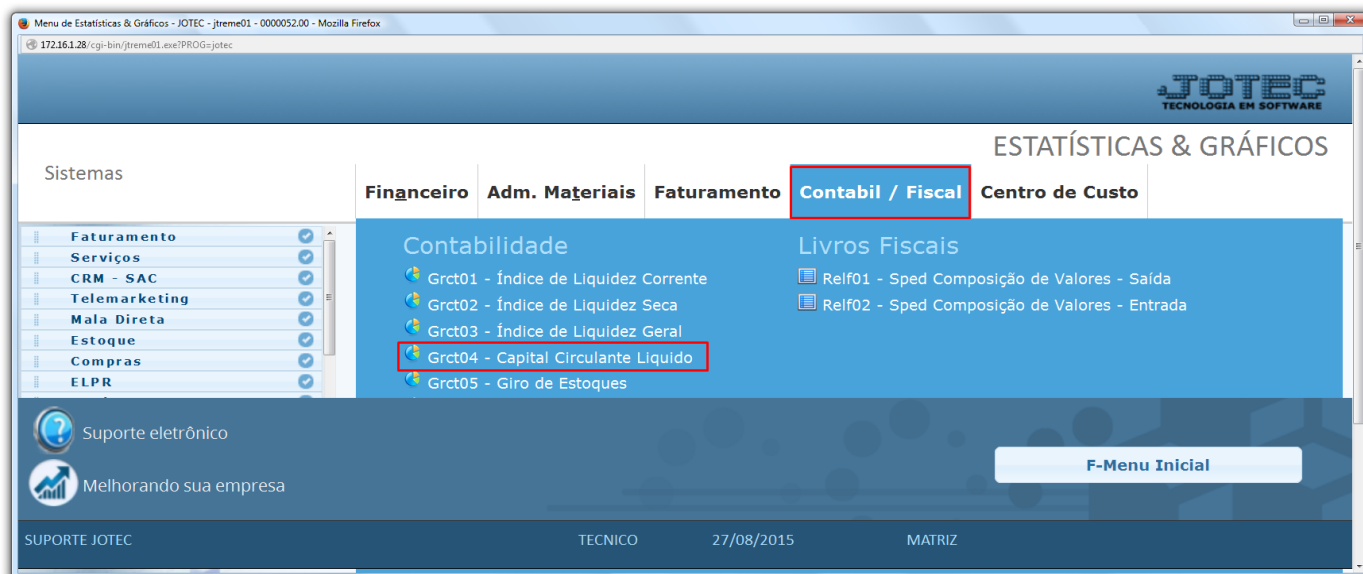 Menu de Estatísticas & Gráficos - JOTEC - jtreme01 - 0000052.00 - Mozilla Firefox
172.16.1.28/cgi-bin/jtreme01.exe?PROG=jotec
JOTEC
TECNOLOGIA EM SOFTWARE
ESTATÍSTICAS & GRÁFICOS
Sistemas
Financeiro Adm. Materiais Faturamento Contabil / Fiscal Centro de Custo
Faturamento
Serviços
CRM - SAC
Telemarketing
Mala Direta
Estoque
Compras
ELPR
Contabilidade
Grct01 - Índice de Liquidez Corrente
Grct02 - Índice de Liquidez Seca
Grct03 - Índice de Liquidez Geral
Grct04 - Capital Circulante Liquido
Grct05 - Giro de Estoques
Livros Fiscais
Relf01 - Sped Composição de Valores - Saída
Relf02 - Sped Composição de Valores - Entrada
Suporte eletrônico
Melhorando sua empresa
F-Menu Inicial
SUPORTE JOTEC TECNICO 27/08/2015 MATRIZ